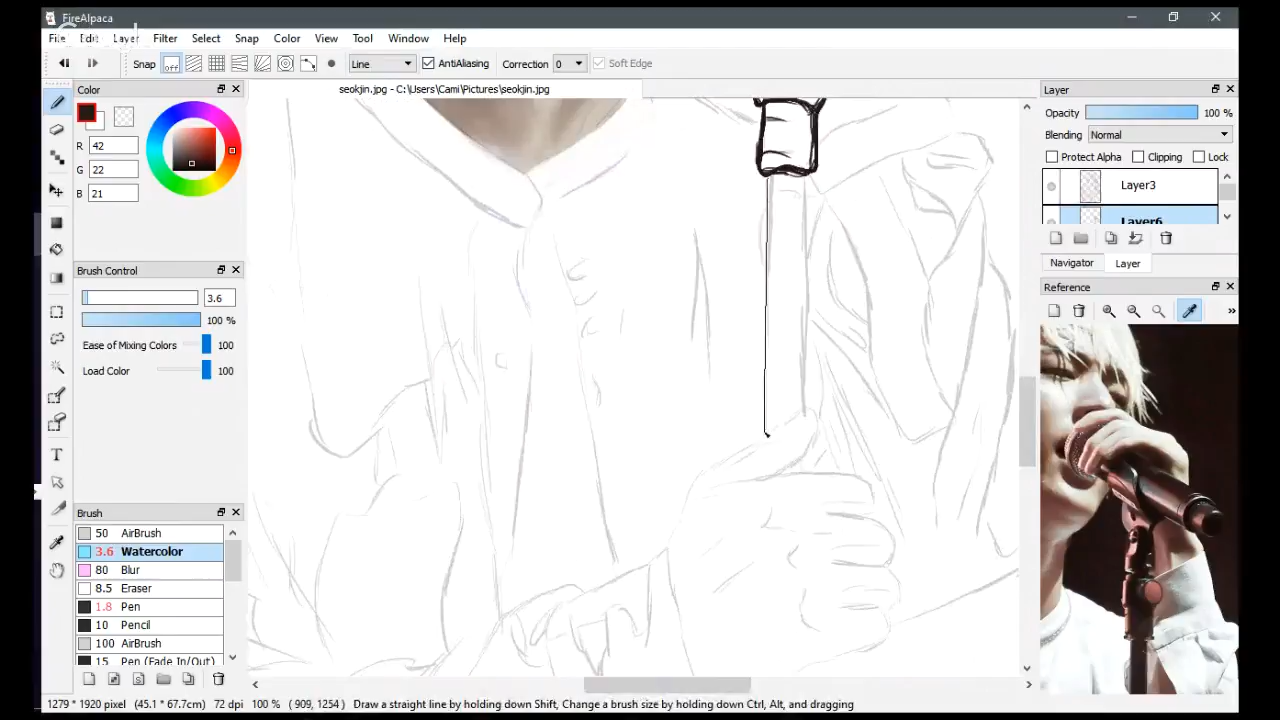 FireAlpaca
File Edit Layer Filter Select Snap Color View Tool Window Help
Snap off Line AntiAliasing Correction 0 Soft Edge
Color
seokjin.jpg - C:\Users\Cami\Pictures\seokjin.jpg
Layer
R 42
G 22
B 21
Opacity 100 %
Blending Normal
Protect Alpha Clipping Lock
Layer3
Layer6
Navigator Layer
Brush Control
3.6
100 %
Ease of Mixing Colors 100
Load Color 100
Reference
»
Brush
50 AirBrush
3.6 Watercolor
80 Blur
8.5 Eraser
1.8 Pen
10 Pencil
100 AirBrush
15 Pen (Fade In/Out)
1279 * 1920 pixel (45.1 * 67.7cm) 72 dpi 100 % ( 909, 1254) Draw a straight line by holding down Shift, Change a brush size by holding down Ctrl, Alt, and dragging